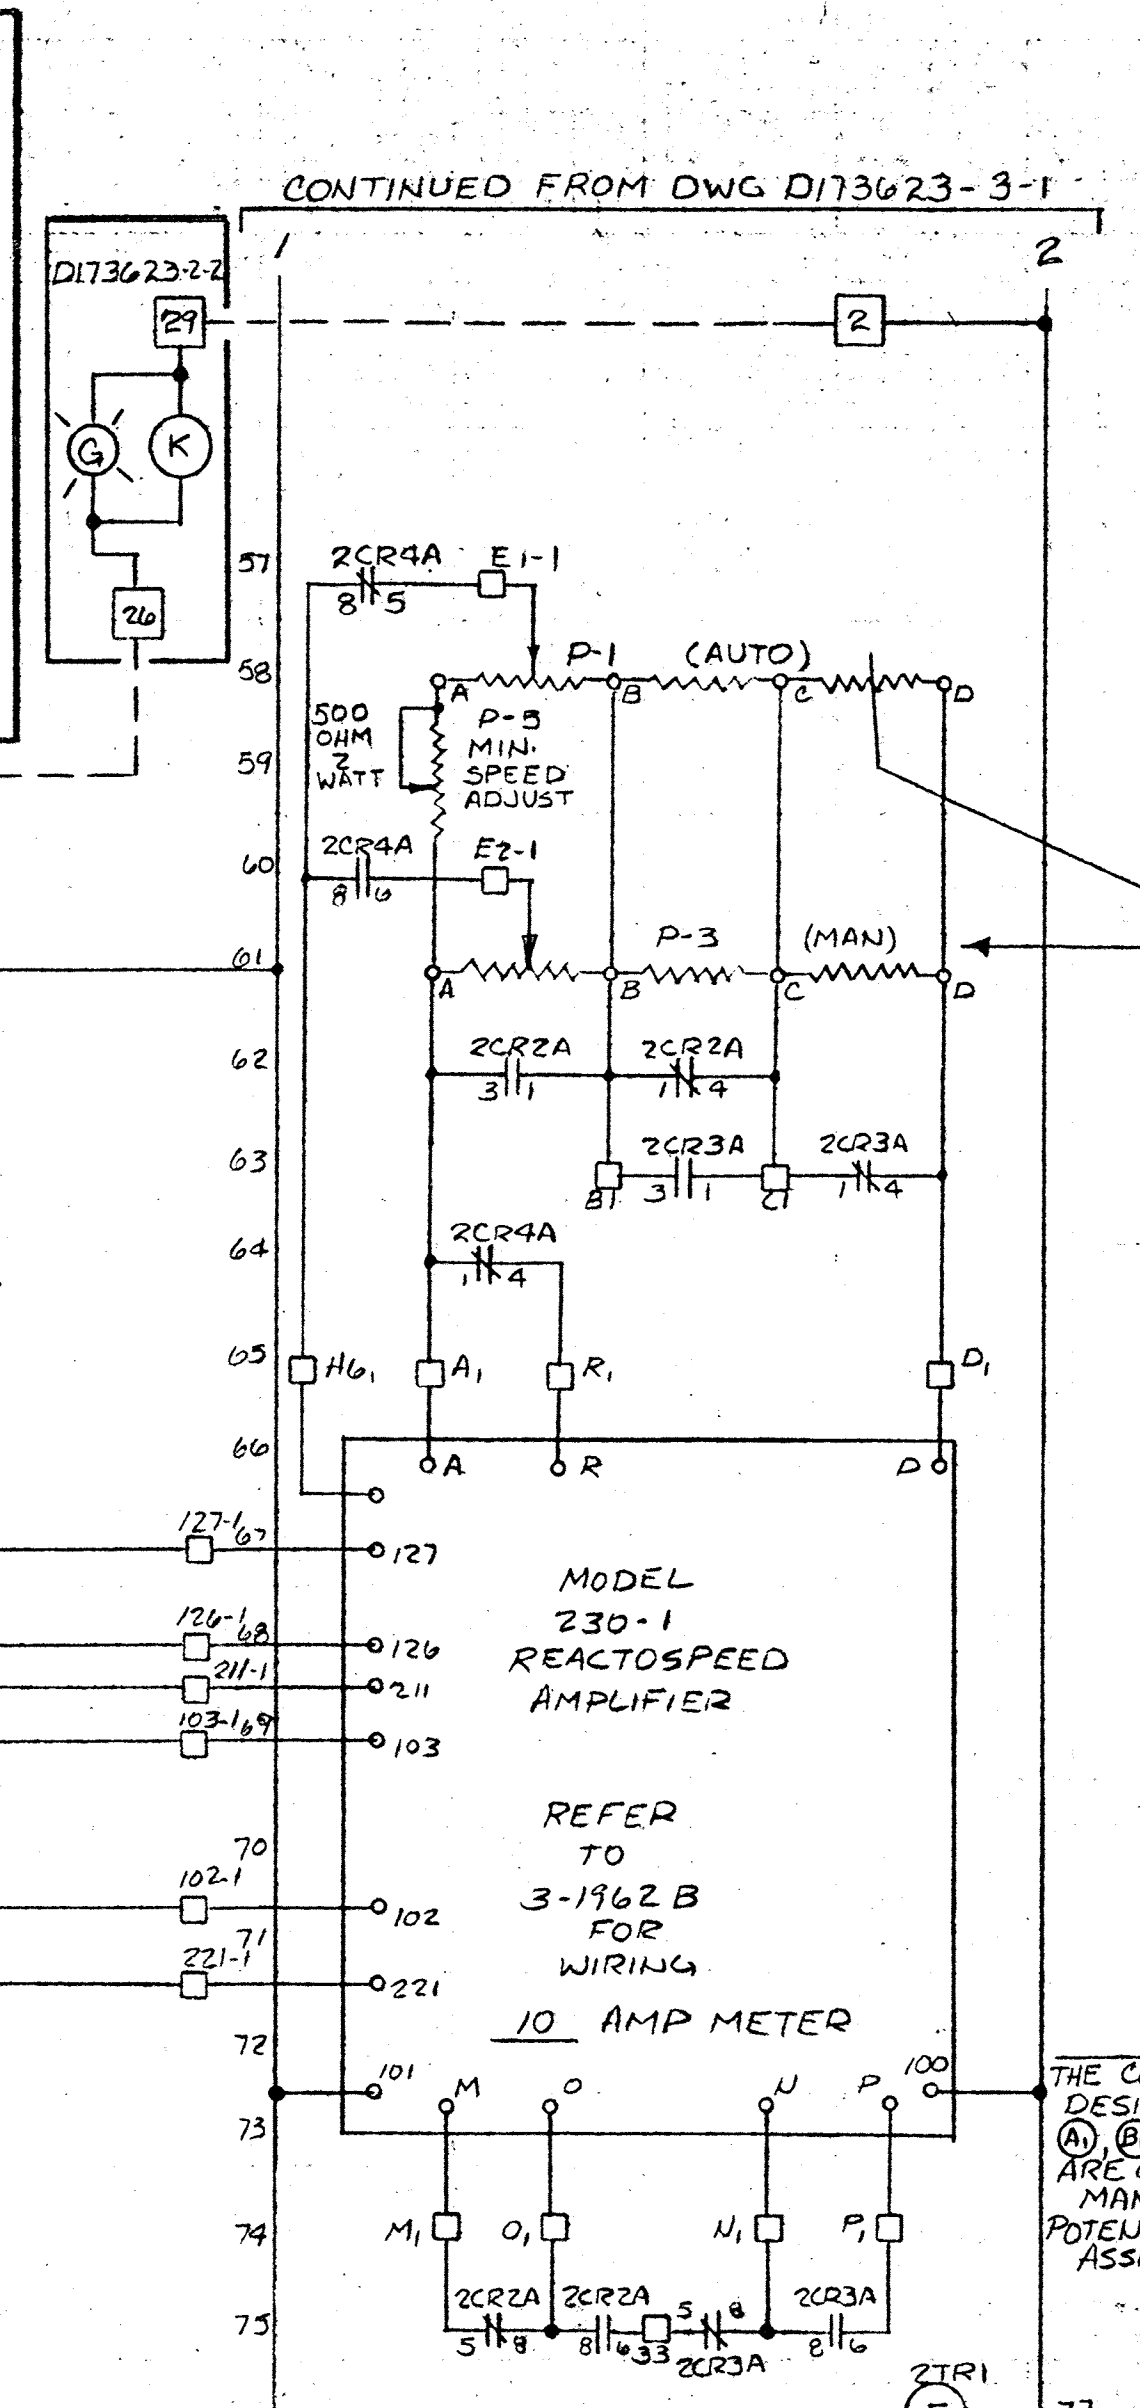 CONTINUED FROM DWG D173623-3-1
1
2
D173623-2-2
29
2
G
K
26
57
2CR4A
E1-1
8 5
58
P-1
(AUTO)
A
B
C
D
500
OHM
2
WATT
P-5
MIN.
SPEED
ADJUST
59
60
2CR4A
E2-1
8 6
61
P-3
(MAN)
A
B
C
D
62
2CR2A
2CR2A
3 1
1 4
63
2CR3A
2CR3A
B1
3 1
C1
1 4
64
2CR4A
1 4
65
H6₁
A₁
R₁
D₁
66
A
R
D
127-1
67
127
MODEL
230-1
REACTOSPEED
AMPLIFIER
126-1
68
126
211-1
211
103-1
69
103
REFER
TO
3-1962 B
FOR
WIRING
70
102-1
102
71
221-1
221
10 AMP METER
72
101
M
O
N
P
100
THE
73
A₁,
ARE
74
M₁
O₁
N₁
P₁
75
2CR2A
2CR2A
5 8
2CR3A
5 8
8 6
33
2CR3A
8 6
2TR1
77